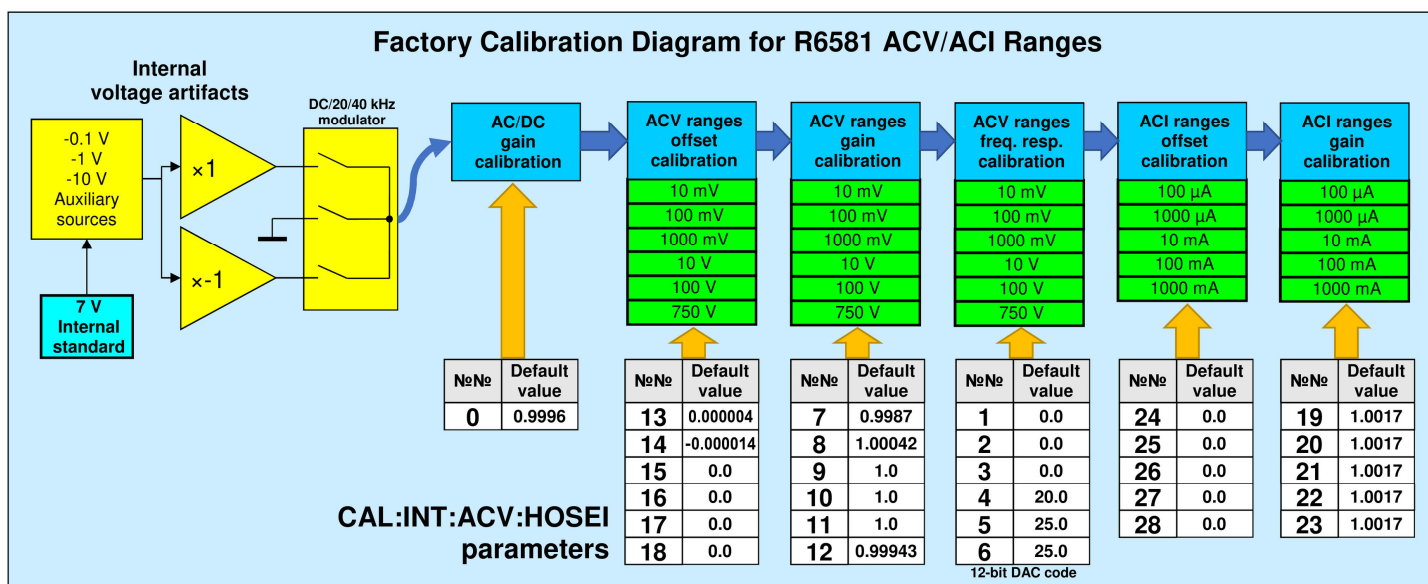 Factory Calibration Diagram for R6581 ACV/ACI Ranges
Internal
voltage artifacts
-0.1 V
-1 V
-10 V
Auxiliary
sources
7 V
Internal
standard
×1
×-1
DC/20/40 kHz
modulator
AC/DC
gain
calibration
ACV ranges
offset
calibration
10 mV
100 mV
1000 mV
10 V
100 V
750 V
ACV ranges
gain
calibration
10 mV
100 mV
1000 mV
10 V
100 V
750 V
ACV ranges
freq. resp.
calibration
10 mV
100 mV
1000 mV
10 V
100 V
750 V
ACI ranges
offset
calibration
100 µA
1000 µA
10 mA
100 mA
1000 mA
ACI ranges
gain
calibration
100 µA
1000 µA
10 mA
100 mA
1000 mA
CAL:INT:ACV:HOSEI
parameters
№№ Default
value
0 0.9996
№№ Default
value
13 0.000004
14 -0.000014
15 0.0
16 0.0
17 0.0
18 0.0
№№ Default
value
7 0.9987
8 1.00042
9 1.0
10 1.0
11 1.0
12 0.99943
№№ Default
value
1 0.0
2 0.0
3 0.0
4 20.0
5 25.0
6 25.0
12-bit DAC code
№№ Default
value
24 0.0
25 0.0
26 0.0
27 0.0
28 0.0
№№ Default
value
19 1.0017
20 1.0017
21 1.0017
22 1.0017
23 1.0017